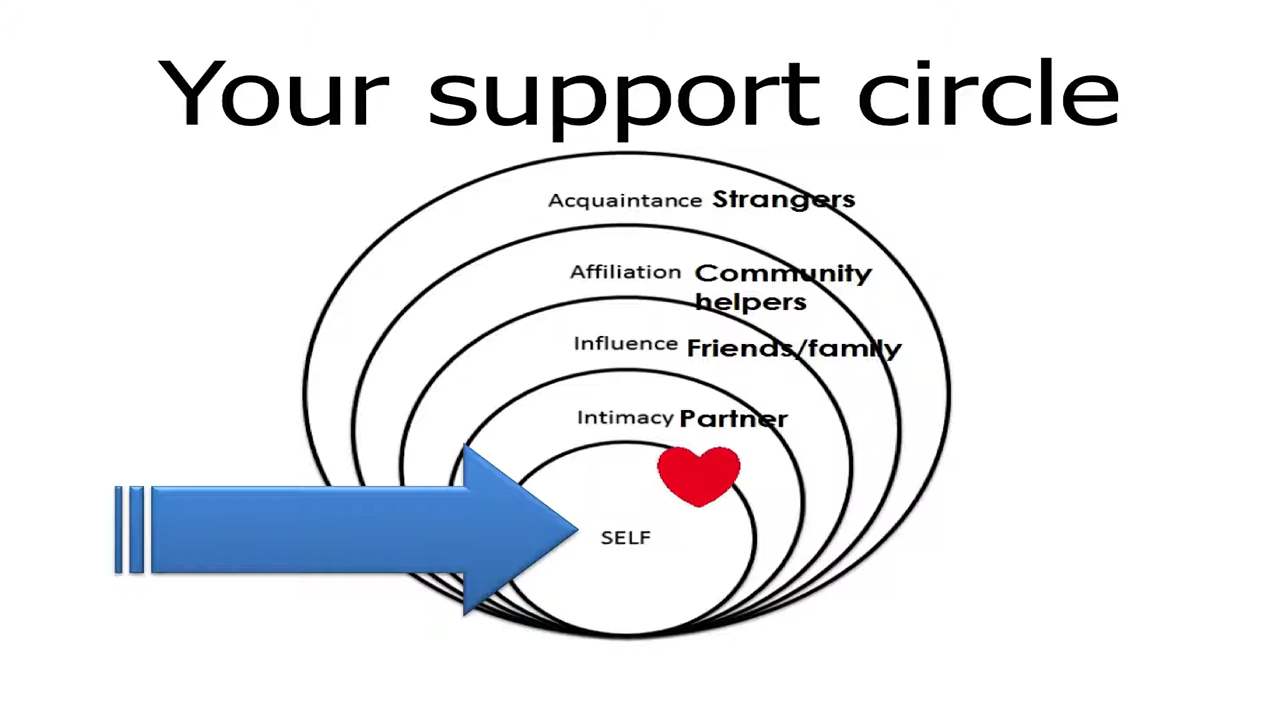 Your support circle
Acquaintance Strangers
Affiliation Community
helpers
Influence Friends/family
Intimacy Partner
SELF